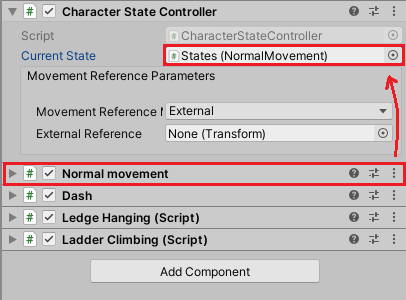 Character State Controller
Script CharacterStateController
Current State States (NormalMovement)
Movement Reference Parameters
Movement Reference External
External Reference None (Transform)
Normal movement
Dash
Ledge Hanging (Script)
Ladder Climbing (Script)
Add Component